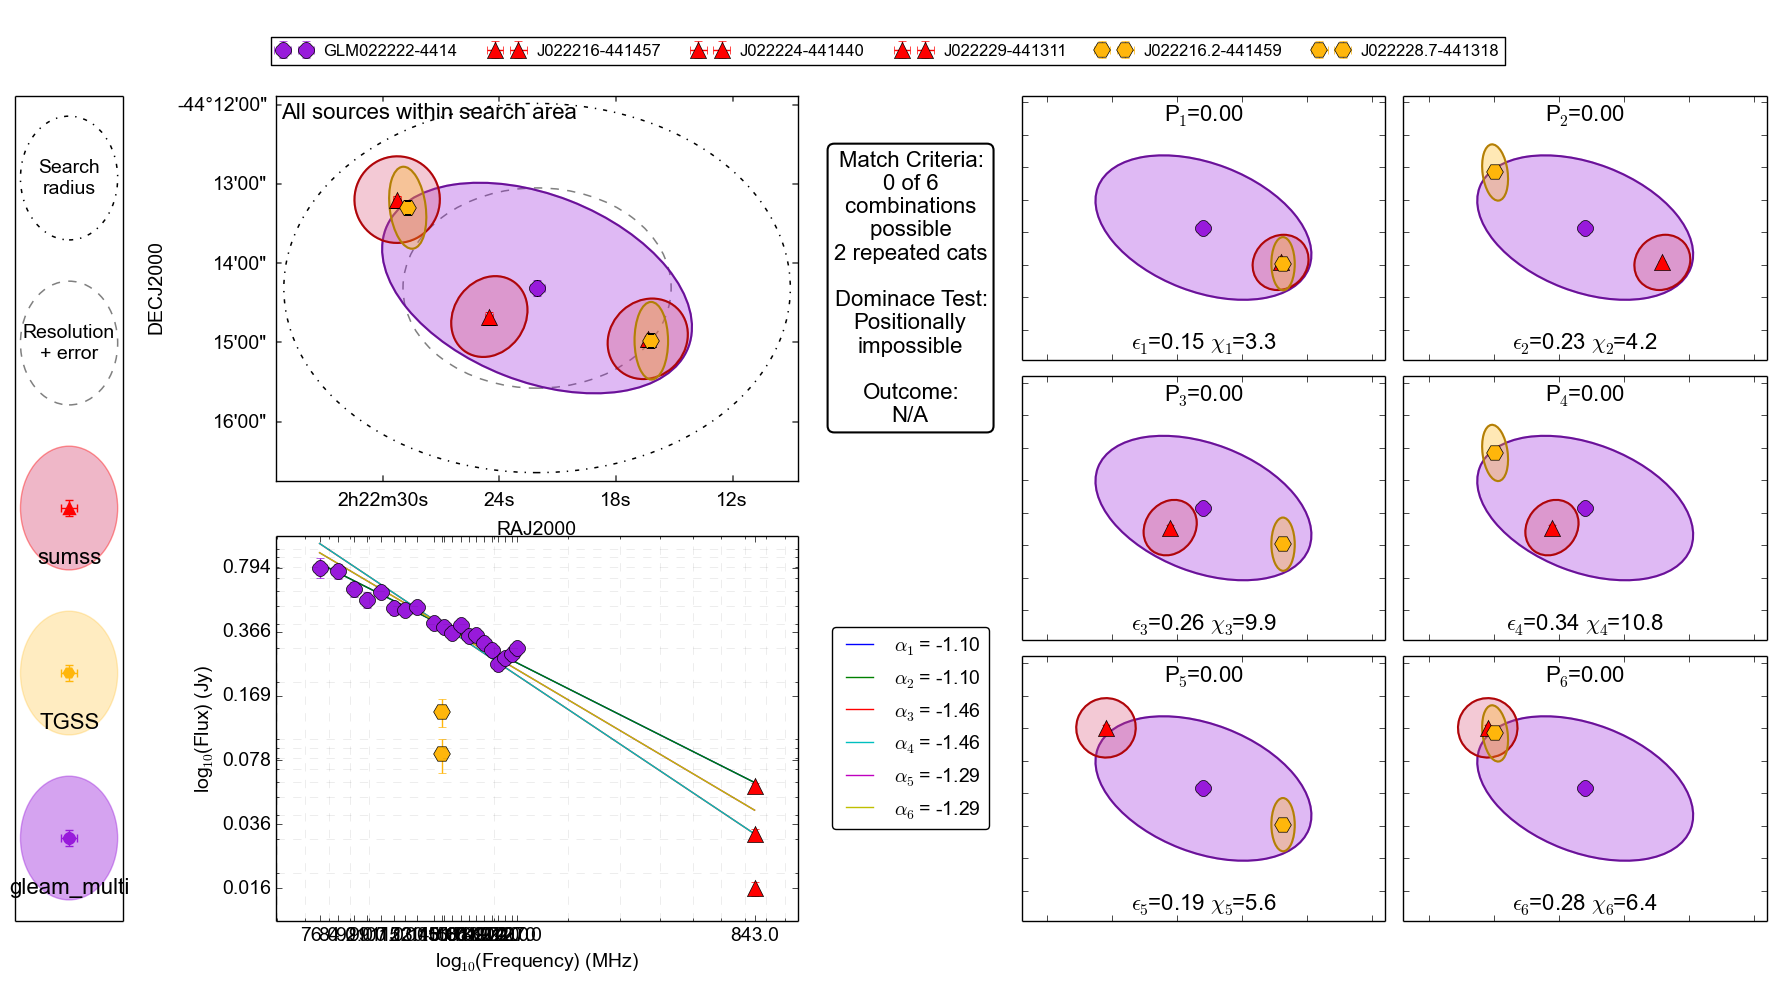 GLM022222-4414
J022216-441457
J022224-441440
J022229-441311
J022216.2-441459
J022228.7-441318
Search
radius
Resolution
+ error
sumss
TGSS
gleam_multi
All sources within search area
-44°12'00"
13'00"
14'00"
15'00"
16'00"
DECJ2000
2h22m30s
24s
18s
12s
RAJ2000
Match Criteria:
0 of 6
combinations
possible
2 repeated cats
Dominace Test:
Positionally
impossible
Outcome:
N/A
0.794
0.366
0.169
0.078
0.036
0.016
log₁₀(Flux) (Jy)
843.0
log₁₀(Frequency) (MHz)
α₁ = -1.10
α₂ = -1.10
α₃ = -1.46
α₄ = -1.46
α₅ = -1.29
α₆ = -1.29
P₁=0.00
ϵ₁=0.15 χ₁=3.3
P₂=0.00
ϵ₂=0.23 χ₂=4.2
P₃=0.00
ϵ₃=0.26 χ₃=9.9
P₄=0.00
ϵ₄=0.34 χ₄=10.8
P₅=0.00
ϵ₅=0.19 χ₅=5.6
P₆=0.00
ϵ₆=0.28 χ₆=6.4